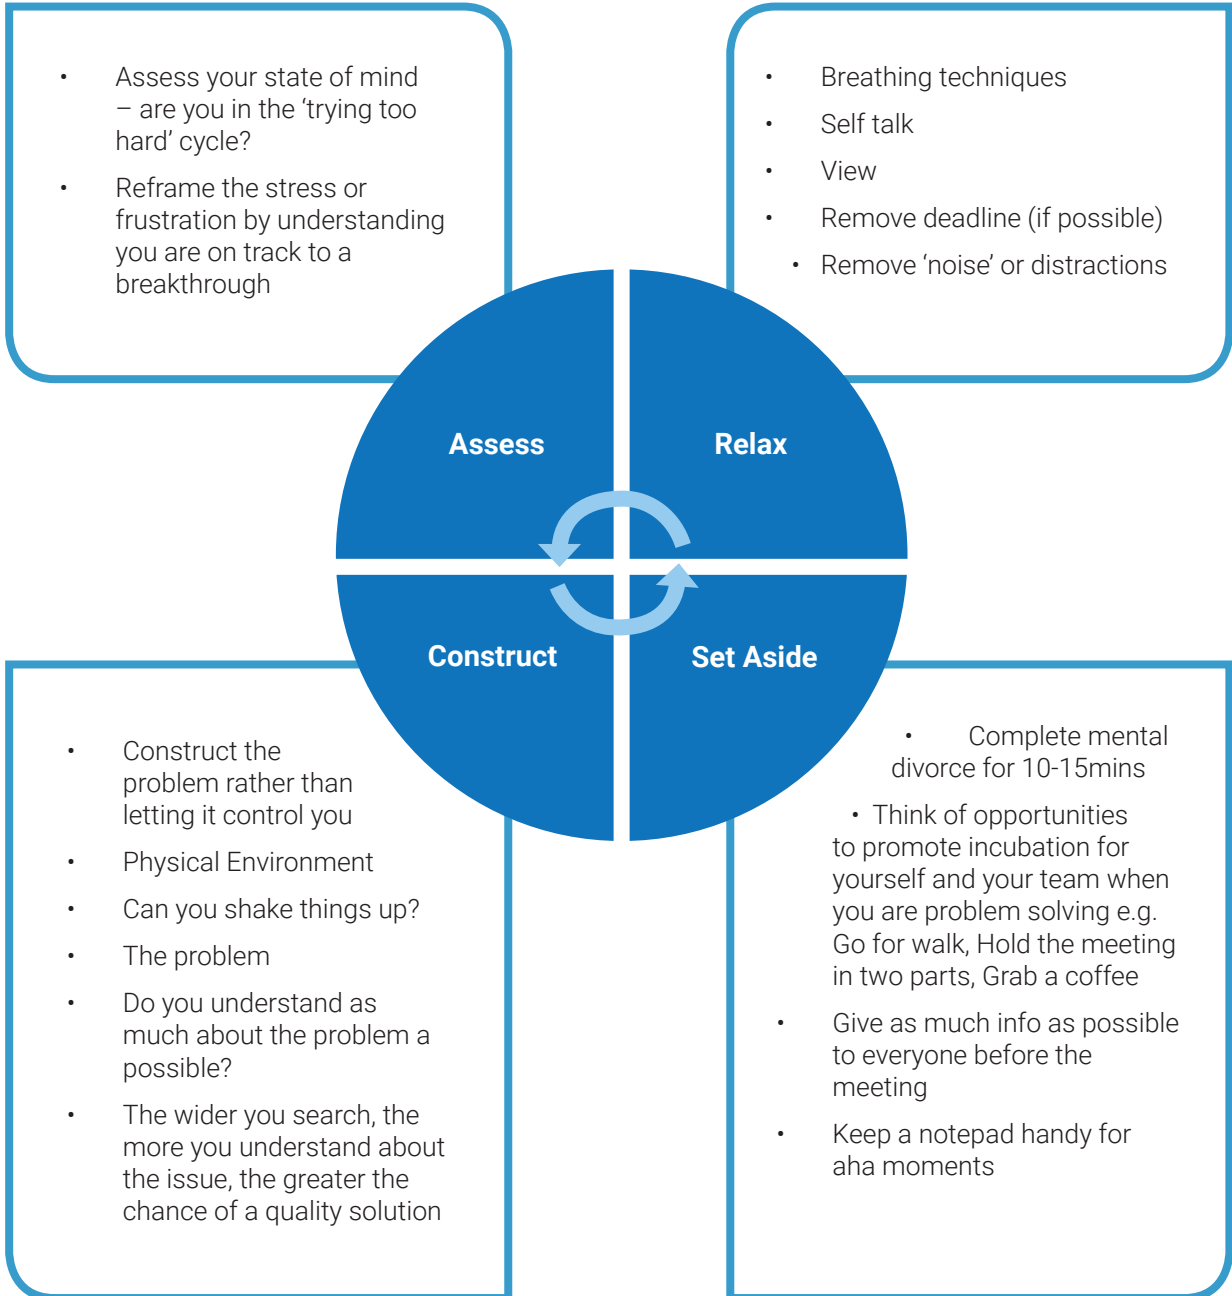 • Assess your state of mind
– are you in the ‘trying too
hard’ cycle?
• Reframe the stress or
frustration by understanding
you are on track to a
breakthrough
• Breathing techniques
• Self talk
• View
• Remove deadline (if possible)
• Remove ‘noise’ or distractions
Assess
Relax
Construct
Set Aside
• Construct the
problem rather than
letting it control you
• Physical Environment
• Can you shake things up?
• The problem
• Do you understand as
much about the problem a
possible?
• The wider you search, the
more you understand about
the issue, the greater the
chance of a quality solution
• Complete mental
divorce for 10-15mins
• Think of opportunities
to promote incubation for
yourself and your team when
you are problem solving e.g.
Go for walk, Hold the meeting
in two parts, Grab a coffee
• Give as much info as possible
to everyone before the
meeting
• Keep a notepad handy for
aha moments